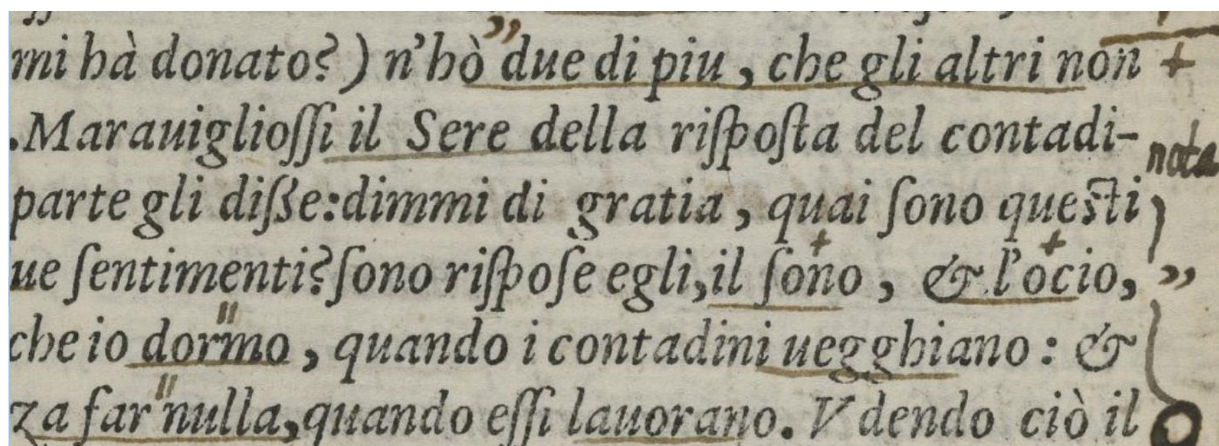 mi hà donato? ) n'hò due di piu, che gli altri non +
.Marauiglioſſi il Sere della riſpoſta del contadi-
nota
parte gli diſſe: dimmi di gratia, quai ſono queſti
ue ſentimenti? ſono riſpoſe egli, il ſono, & l'ocio,
che io dormo, quando i contadini uegghiano: &
za far nulla, quando eſſi lauorano. Vdendo ciò il